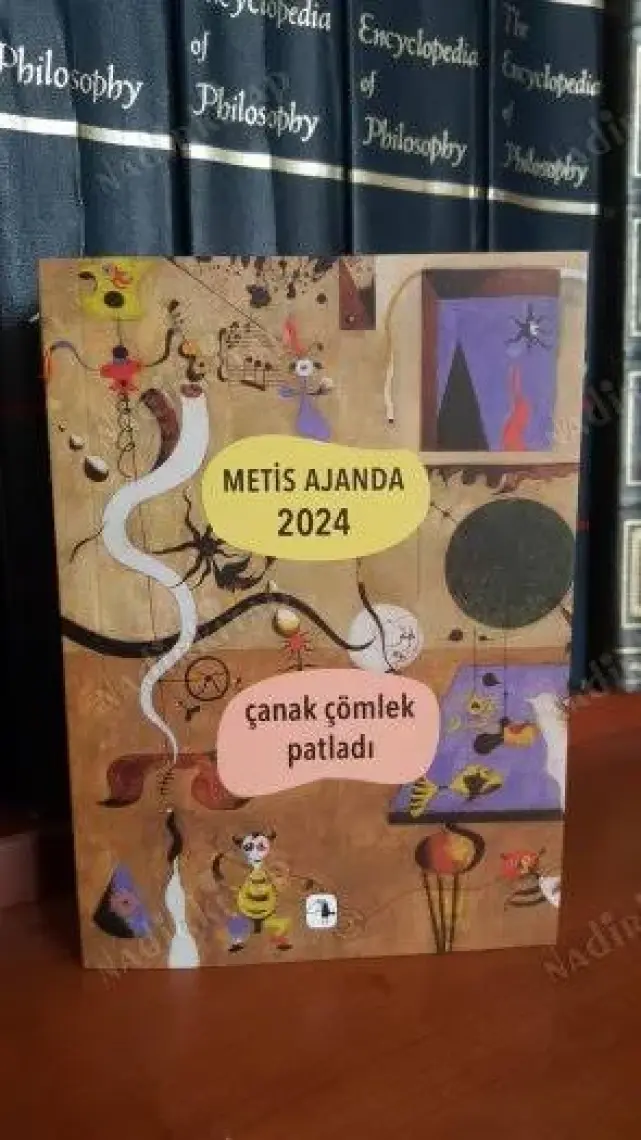 Philosophy
Encyclopedia
of
Philosophy
Encyclopedia
of
Philosophy
The
Encyclopedia
of
Philosophy
METİS AJANDA
2024
çanak çömlek
patladı